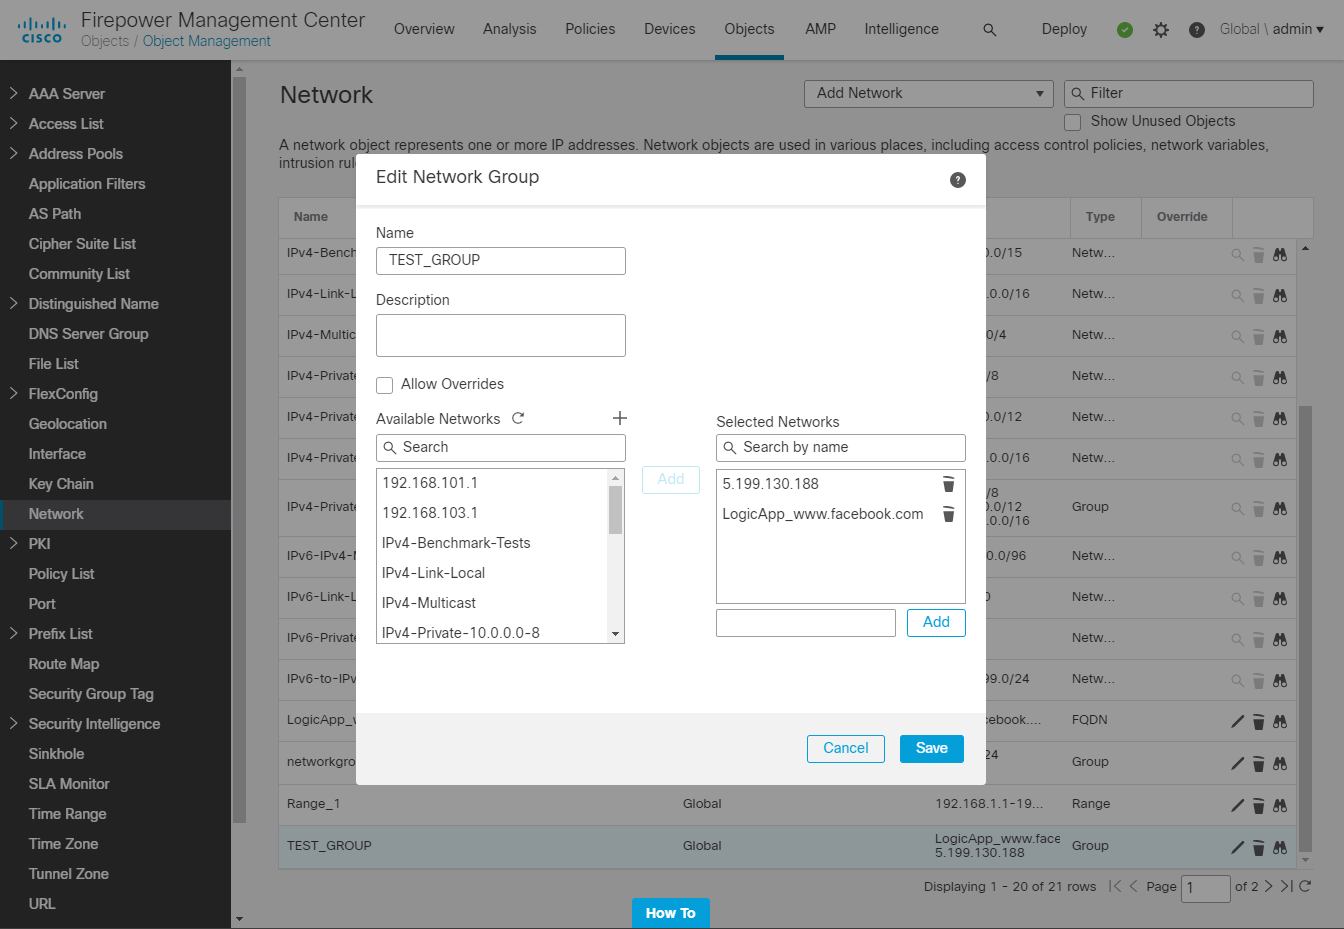 CISCO
Firepower Management Center
Objects / Object Management
Overview Analysis Policies Devices Objects AMP Intelligence Deploy Global \ admin
AAA Server
Access List
Address Pools
Application Filters
AS Path
Cipher Suite List
Community List
Distinguished Name
DNS Server Group
File List
FlexConfig
Geolocation
Interface
Key Chain
Network
PKI
Policy List
Port
Prefix List
Route Map
Security Group Tag
Security Intelligence
Sinkhole
SLA Monitor
Time Range
Time Zone
Tunnel Zone
URL
Network
Add Network
Filter
Show Unused Objects
A network object represents one or more IP addresses. Network objects are used in various places, including access control policies, network variables,
intrusion
Name Type Override
IPv4-Bench .0/15 Netw...
IPv4-Link-L .0.0/16 Netw...
IPv4-Multic 0/4 Netw...
IPv4-Private /8 Netw...
IPv4-Private .0/12 Netw...
IPv4-Private .0.0/16 Netw...
/8
IPv4-Private .0/12 Group
.0.0/16
IPv6-IPv4-M 0.0/96 Netw...
IPv6-Link-L 0 Netw...
IPv6-Private Netw...
IPv6-to-IPv 99.0/24 Netw...
LogicApp_w cebook.... FQDN
24
networkgro Group
Range_1 Global 192.168.1.1-19... Range
LogicApp_www.face
TEST_GROUP Global Group
5.199.130.188
Displaying 1 - 20 of 21 rows Page 1 of 2
Edit Network Group
Name
TEST_GROUP
Description
Allow Overrides
Available Networks
Search
192.168.101.1
192.168.103.1
IPv4-Benchmark-Tests
IPv4-Link-Local
IPv4-Multicast
IPv4-Private-10.0.0.0-8
Add
Selected Networks
Search by name
5.199.130.188
LogicApp_www.facebook.com
Add
Cancel Save
How To